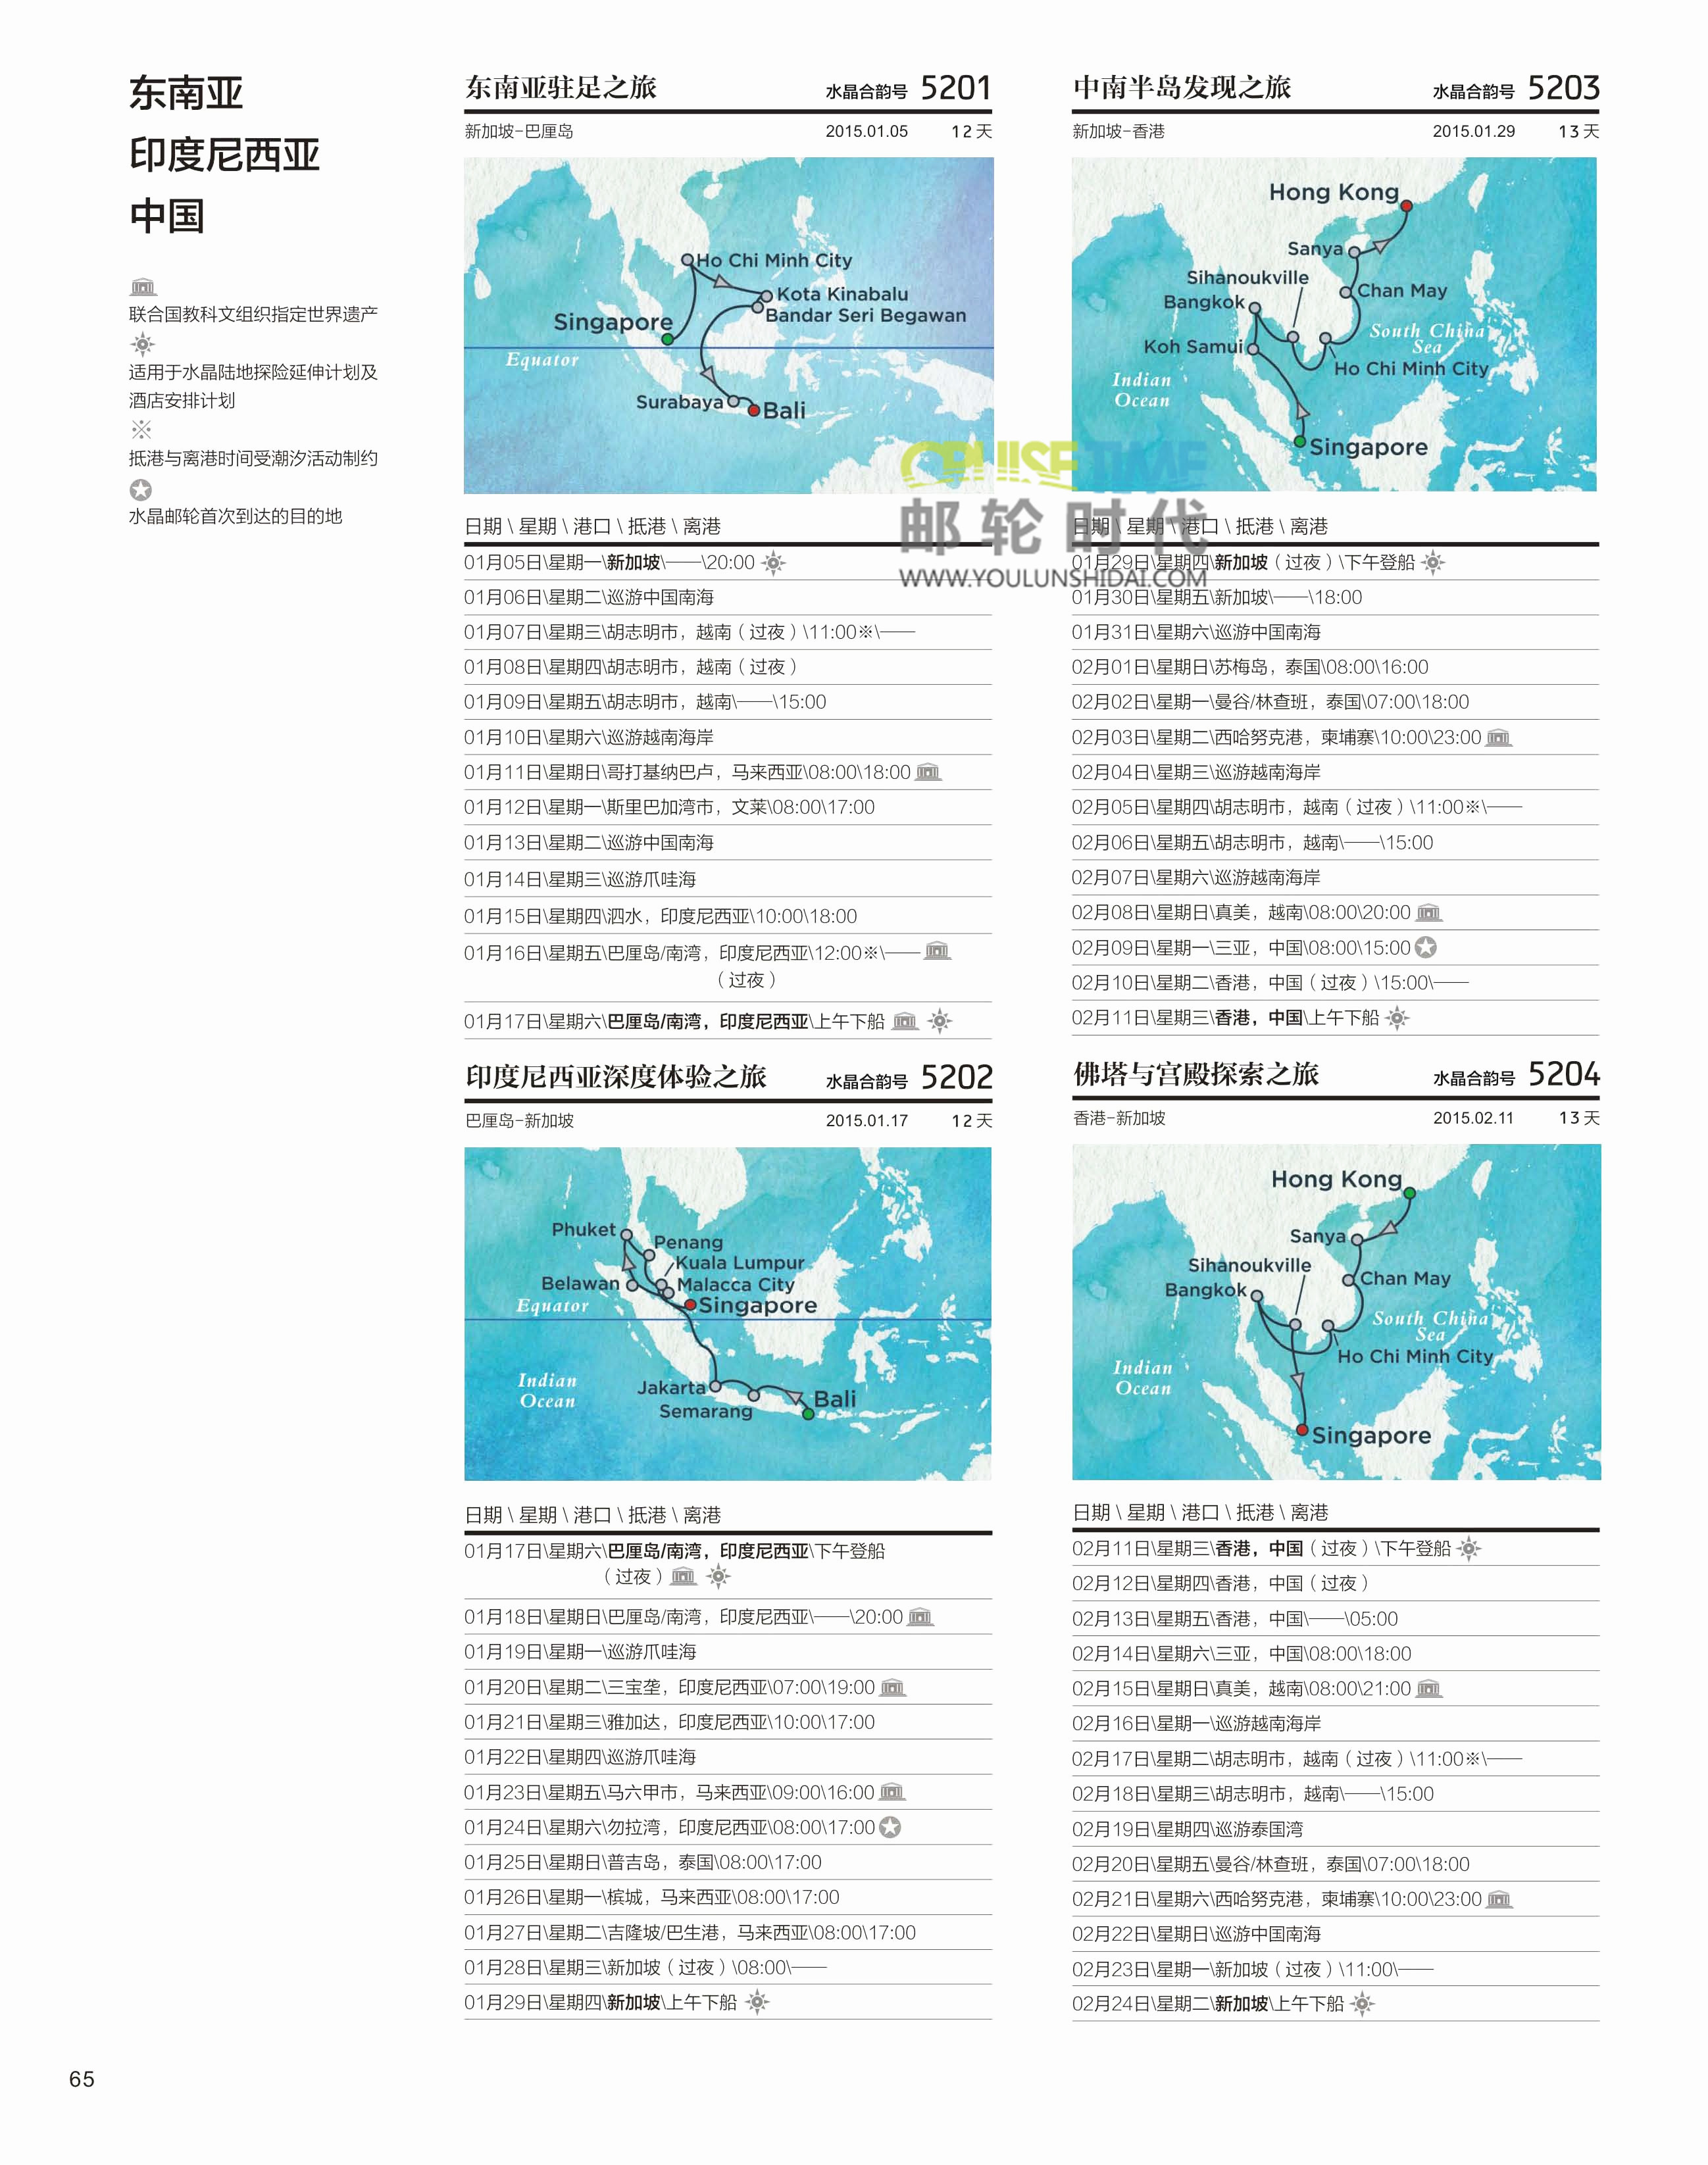 东南亚
印度尼西亚
中国
联合国教科文组织指定世界遗产
适用于水晶陆地探险延伸计划及
酒店安排计划
※
抵港与离港时间受潮汐活动制约
水晶邮轮首次到达的目的地
东南亚驻足之旅 水晶合韵号 5201
新加坡-巴厘岛 2015.01.05 12天
Ho Chi Minh City
Kota Kinabalu
Bandar Seri Begawan
Singapore
Equator
Surabaya
Bali
日期 \ 星期 \ 港口 \ 抵港 \ 离港
01月05日\星期一\新加坡\——\20:00
01月06日\星期二\巡游中国南海
01月07日\星期三\胡志明市，越南（过夜）\11:00※\——
01月08日\星期四\胡志明市，越南（过夜）
01月09日\星期五\胡志明市，越南\——\15:00
01月10日\星期六\巡游越南海岸
01月11日\星期日\哥打基纳巴卢，马来西亚\08:00\18:00
01月12日\星期一\斯里巴加湾市，文莱\08:00\17:00
01月13日\星期二\巡游中国南海
01月14日\星期三\巡游爪哇海
01月15日\星期四\泗水，印度尼西亚\10:00\18:00
01月16日\星期五\巴厘岛/南湾，印度尼西亚\12:00※\——
（过夜）
01月17日\星期六\巴厘岛/南湾，印度尼西亚\上午下船
印度尼西亚深度体验之旅 水晶合韵号 5202
巴厘岛-新加坡 2015.01.17 12天
Phuket
Penang
Kuala Lumpur
Belawan
Malacca City
Equator
Singapore
Indian
Ocean
Jakarta
Semarang
Bali
日期 \ 星期 \ 港口 \ 抵港 \ 离港
01月17日\星期六\巴厘岛/南湾，印度尼西亚\下午登船
（过夜）
01月18日\星期日\巴厘岛/南湾，印度尼西亚\——\20:00
01月19日\星期一\巡游爪哇海
01月20日\星期二\三宝垄，印度尼西亚\07:00\19:00
01月21日\星期三\雅加达，印度尼西亚\10:00\17:00
01月22日\星期四\巡游爪哇海
01月23日\星期五\马六甲市，马来西亚\09:00\16:00
01月24日\星期六\勿拉湾，印度尼西亚\08:00\17:00
01月25日\星期日\普吉岛，泰国\08:00\17:00
01月26日\星期一\槟城，马来西亚\08:00\17:00
01月27日\星期二\吉隆坡/巴生港，马来西亚\08:00\17:00
01月28日\星期三\新加坡（过夜）\08:00\——
01月29日\星期四\新加坡\上午下船
中南半岛发现之旅 水晶合韵号 5203
新加坡-香港 2015.01.29 13天
Hong Kong
Sanya
Sihanoukville
Bangkok
Chan May
Koh Samui
South China
Sea
Ho Chi Minh City
Indian
Ocean
Singapore
CRUISETIME
邮轮时代
WWW.YOULUNSHIDAI.COM
日期 \ 星期 \ 港口 \ 抵港 \ 离港
01月29日\星期四\新加坡（过夜）\下午登船
01月30日\星期五\新加坡\——\18:00
01月31日\星期六\巡游中国南海
02月01日\星期日\苏梅岛，泰国\08:00\16:00
02月02日\星期一\曼谷/林查班，泰国\07:00\18:00
02月03日\星期二\西哈努克港，柬埔寨\10:00\23:00
02月04日\星期三\巡游越南海岸
02月05日\星期四\胡志明市，越南（过夜）\11:00※\——
02月06日\星期五\胡志明市，越南\——\15:00
02月07日\星期六\巡游越南海岸
02月08日\星期日\真美，越南\08:00\20:00
02月09日\星期一\三亚，中国\08:00\15:00
02月10日\星期二\香港，中国（过夜）\15:00\——
02月11日\星期三\香港，中国\上午下船
佛塔与宫殿探索之旅 水晶合韵号 5204
香港-新加坡 2015.02.11 13天
Hong Kong
Sanya
Sihanoukville
Bangkok
Chan May
South China
Sea
Ho Chi Minh City
Indian
Ocean
Singapore
日期 \ 星期 \ 港口 \ 抵港 \ 离港
02月11日\星期三\香港，中国（过夜）\下午登船
02月12日\星期四\香港，中国（过夜）
02月13日\星期五\香港，中国\——\05:00
02月14日\星期六\三亚，中国\08:00\18:00
02月15日\星期日\真美，越南\08:00\21:00
02月16日\星期一\巡游越南海岸
02月17日\星期二\胡志明市，越南（过夜）\11:00※\——
02月18日\星期三\胡志明市，越南\——\15:00
02月19日\星期四\巡游泰国湾
02月20日\星期五\曼谷/林查班，泰国\07:00\18:00
02月21日\星期六\西哈努克港，柬埔寨\10:00\23:00
02月22日\星期日\巡游中国南海
02月23日\星期一\新加坡（过夜）\11:00\——
02月24日\星期二\新加坡\上午下船
65